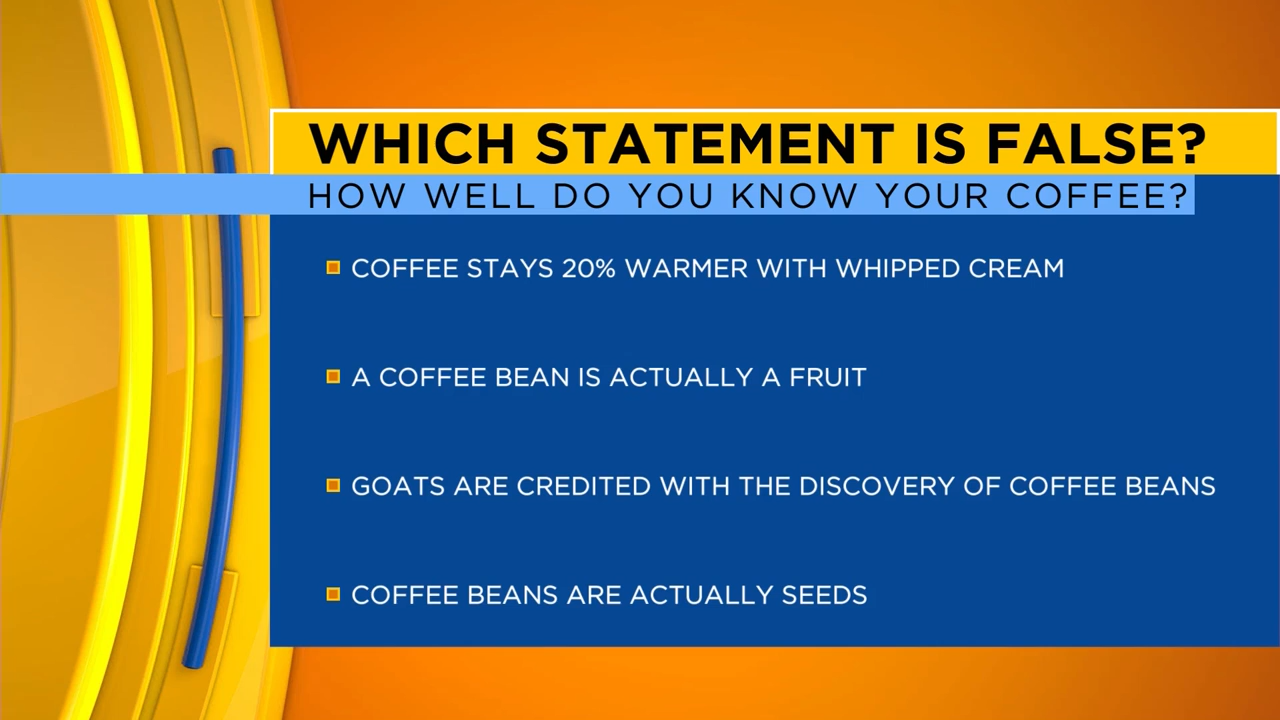 WHICH STATEMENT IS FALSE?
HOW WELL DO YOU KNOW YOUR COFFEE?
COFFEE STAYS 20% WARMER WITH WHIPPED CREAM
A COFFEE BEAN IS ACTUALLY A FRUIT
GOATS ARE CREDITED WITH THE DISCOVERY OF COFFEE BEANS
COFFEE BEANS ARE ACTUALLY SEEDS